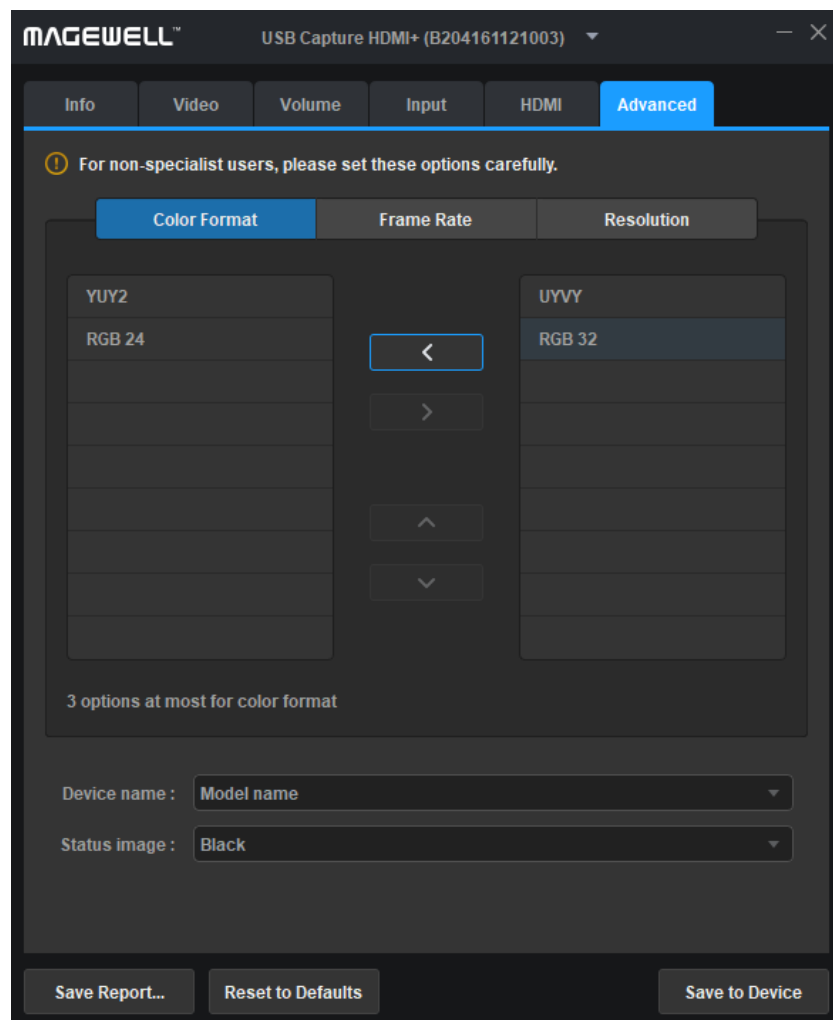 MAGEWELL™ USB Capture HDMI+ (B204161121003)
Info Video Volume Input HDMI Advanced
For non-specialist users, please set these options carefully.
Color Format Frame Rate Resolution
YUY2 UYVY
RGB 24 RGB 32
3 options at most for color format
Device name : Model name
Status image : Black
Save Report... Reset to Defaults Save to Device